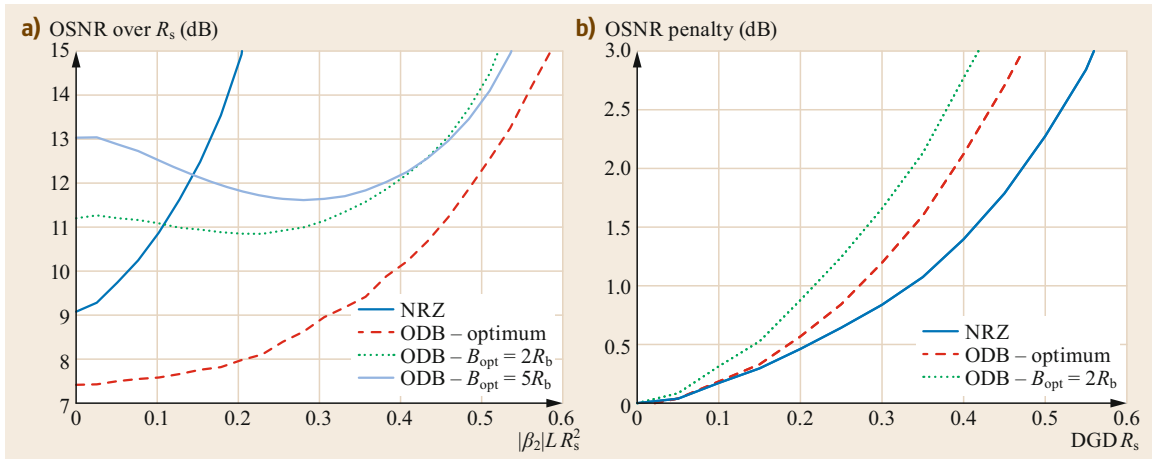 a) OSNR over Rs (dB)
15
14
13
12
11
10
9
8
7
0
0.1
0.2
0.3
0.4
0.5
0.6
|β2|L Rs²
NRZ
ODB – optimum
ODB – Bopt = 2Rb
ODB – Bopt = 5Rb
b) OSNR penalty (dB)
3.0
2.5
2.0
1.5
1.0
0.5
0
0
0.1
0.2
0.3
0.4
0.5
0.6
DGD Rs
NRZ
ODB – optimum
ODB – Bopt = 2Rb